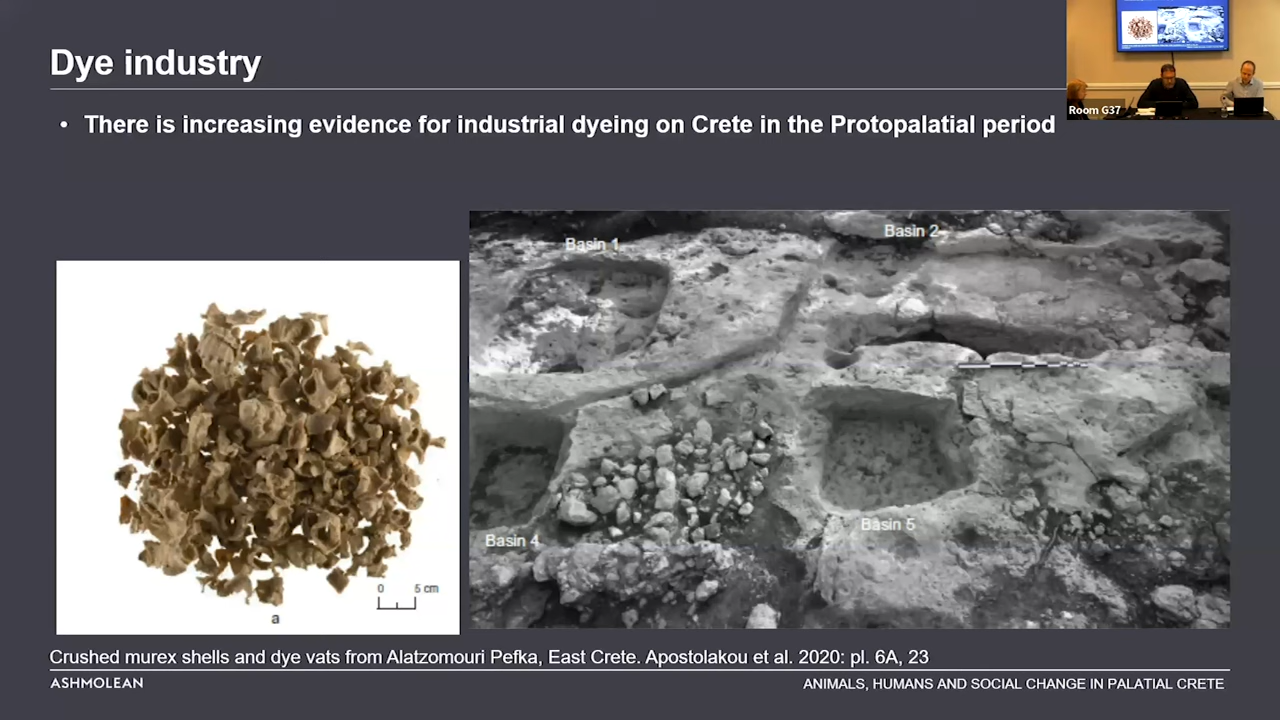 Dye industry
• There is increasing evidence for industrial dyeing on Crete in the Protopalatial period
Room G37
Basin 1
Basin 2
Basin 4
Basin 5
0 5 cm
a
Crushed murex shells and dye vats from Alatzomouri Pefka, East Crete. Apostolakou et al. 2020: pl. 6A, 23
ASHMOLEAN
ANIMALS, HUMANS AND SOCIAL CHANGE IN PALATIAL CRETE